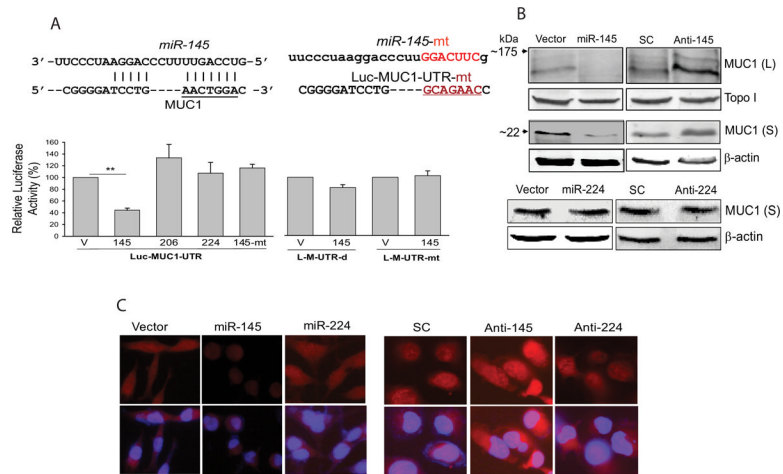 A
miR-145
3'-UUCCCUAAGGACCCUUUUGACCUG-5'
5'-CGGGGAUCCUG----AACUGGAC-3'
MUC1
miR-145-mt
uucccuaaggacccuuGGACUUCg
Luc-MUC1-UTR-mt
CGGGGAUCCUG----GCAGAACC
Relative Luciferase
Activity (%)
160
140
120
100
80
60
40
20
0
**
V 145 206 224 145-mt
Luc-MUC1-UTR
V 145 V 145
L-M-UTR-d L-M-UTR-mt
B
kDa Vector miR-145 SC Anti-145
~175
MUC1 (L)
Topo I
~22
MUC1 (S)
β-actin
Vector miR-224 SC Anti-224
MUC1 (S)
β-actin
C
Vector miR-145 miR-224 SC Anti-145 Anti-224